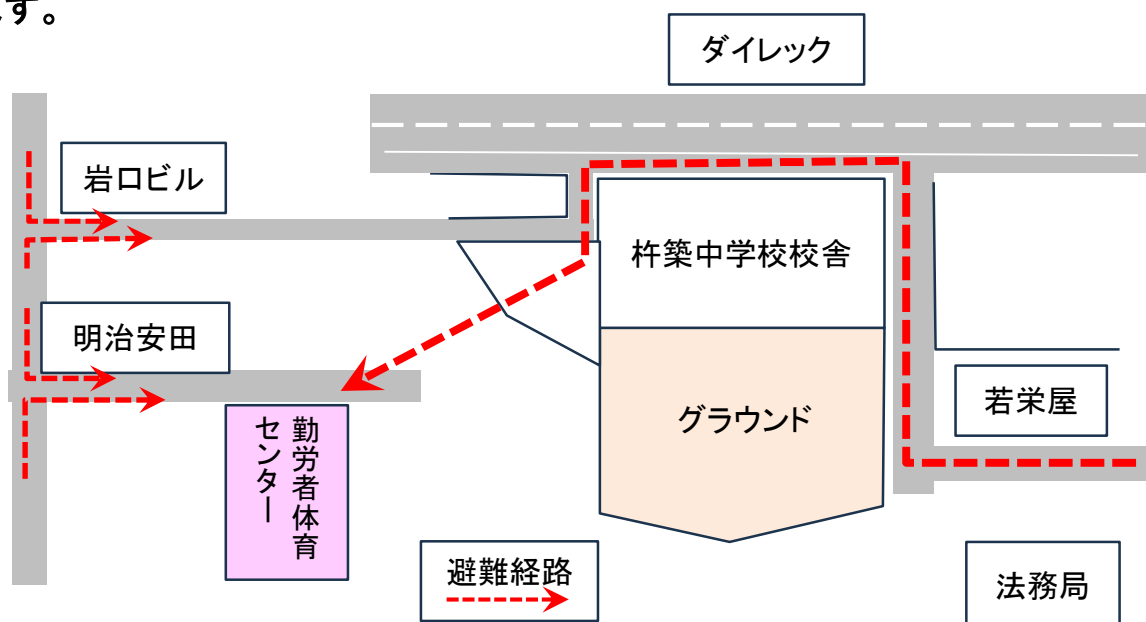 す。
ダイレック
岩口ビル
杵築中学校校舎
明治安田
若栄屋
グラウンド
勤労者体育
センター
避難経路
法務局